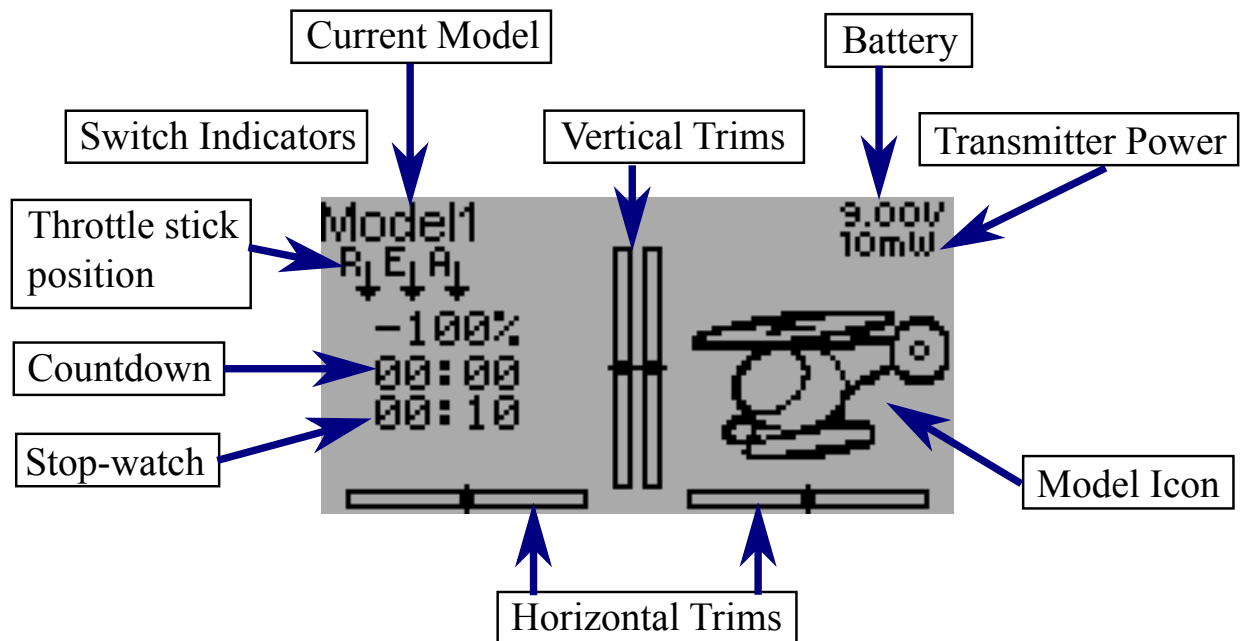 Current Model
Battery
Switch Indicators
Vertical Trims
Transmitter Power
Throttle stick
position
Model1
9.00V
10mW
R E A
-100%
Countdown
00:00
Stop-watch
00:10
Model Icon
Horizontal Trims